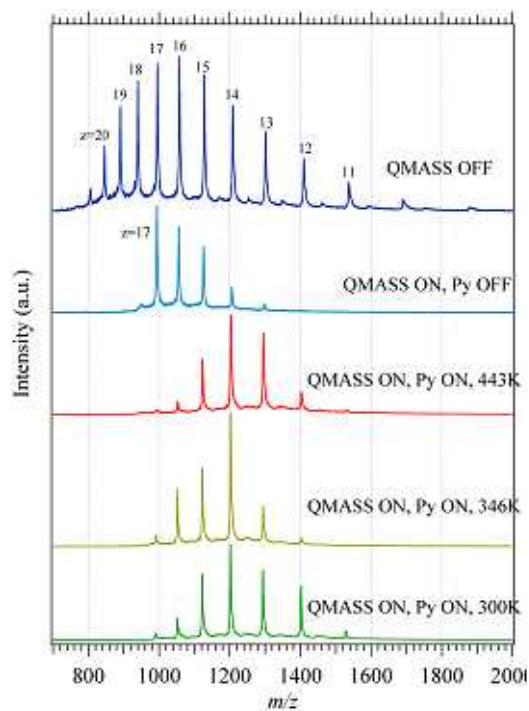 16
17
15
18
19
14
z=20
13
12
11
QMASS OFF
z=17
QMASS ON, Py OFF
QMASS ON, Py ON, 443K
QMASS ON, Py ON, 346K
QMASS ON, Py ON, 300K
Intensity (a.u.)
800 1000 1200 1400 1600 1800 2000
m/z